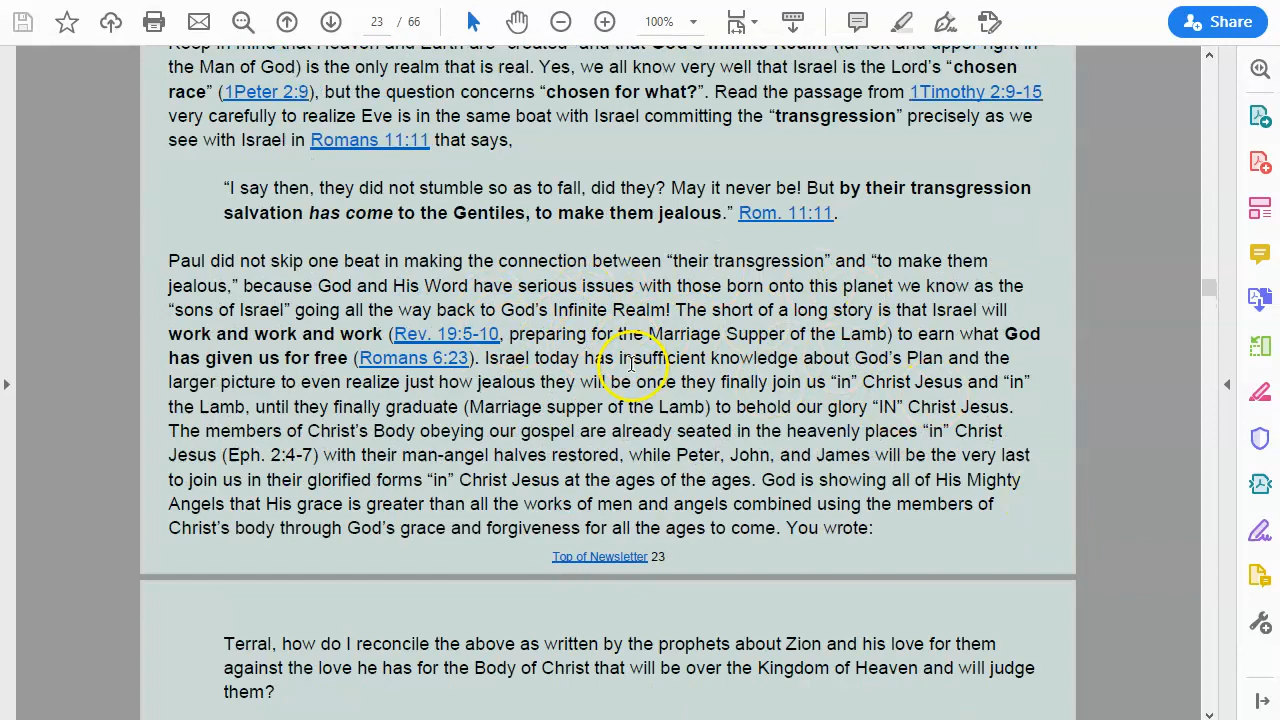 23 / 66
100%
Share
Keep in mind that Heaven and Earth are “created” and that God’s Infinite Realm (far left and upper right in
the Man of God) is the only realm that is real. Yes, we all know very well that Israel is the Lord’s “chosen
race” (1Peter 2:9), but the question concerns “chosen for what?”. Read the passage from 1Timothy 2:9-15
very carefully to realize Eve is in the same boat with Israel committing the “transgression” precisely as we
see with Israel in Romans 11:11 that says,
“I say then, they did not stumble so as to fall, did they? May it never be! But by their transgression
salvation has come to the Gentiles, to make them jealous.” Rom. 11:11.
Paul did not skip one beat in making the connection between “their transgression” and “to make them
jealous,” because God and His Word have serious issues with those born onto this planet we know as the
“sons of Israel” going all the way back to God’s Infinite Realm! The short of a long story is that Israel will
work and work and work (Rev. 19:5-10, preparing for the Marriage Supper of the Lamb) to earn what God
has given us for free (Romans 6:23). Israel today has insufficient knowledge about God’s Plan and the
larger picture to even realize just how jealous they will be once they finally join us “in” Christ Jesus and “in”
the Lamb, until they finally graduate (Marriage supper of the Lamb) to behold our glory “IN” Christ Jesus.
The members of Christ’s Body obeying our gospel are already seated in the heavenly places “in” Christ
Jesus (Eph. 2:4-7) with their man-angel halves restored, while Peter, John, and James will be the very last
to join us in their glorified forms “in” Christ Jesus at the ages of the ages. God is showing all of His Mighty
Angels that His grace is greater than all the works of men and angels combined using the members of
Christ’s body through God’s grace and forgiveness for all the ages to come. You wrote:
Top of Newsletter 23
Terral, how do I reconcile the above as written by the prophets about Zion and his love for them
against the love he has for the Body of Christ that will be over the Kingdom of Heaven and will judge
them?